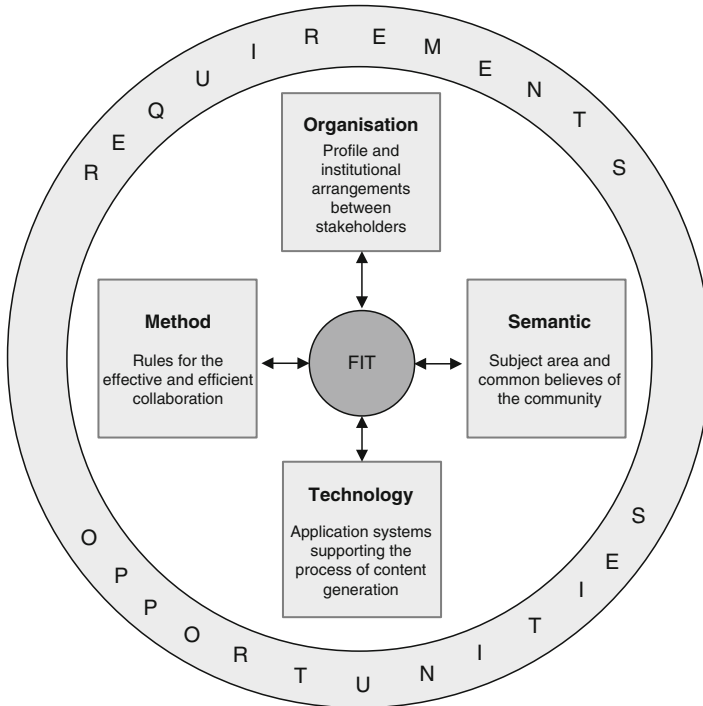 REQUIREMENTS
Organisation
Profile and
institutional
arrangements
between
stakeholders
Method
Rules for the
effective and efficient
collaboration
FIT
Semantic
Subject area and
common believes of
the community
Technology
Application systems
supporting the
process of content
generation
OPPORTUNITIES